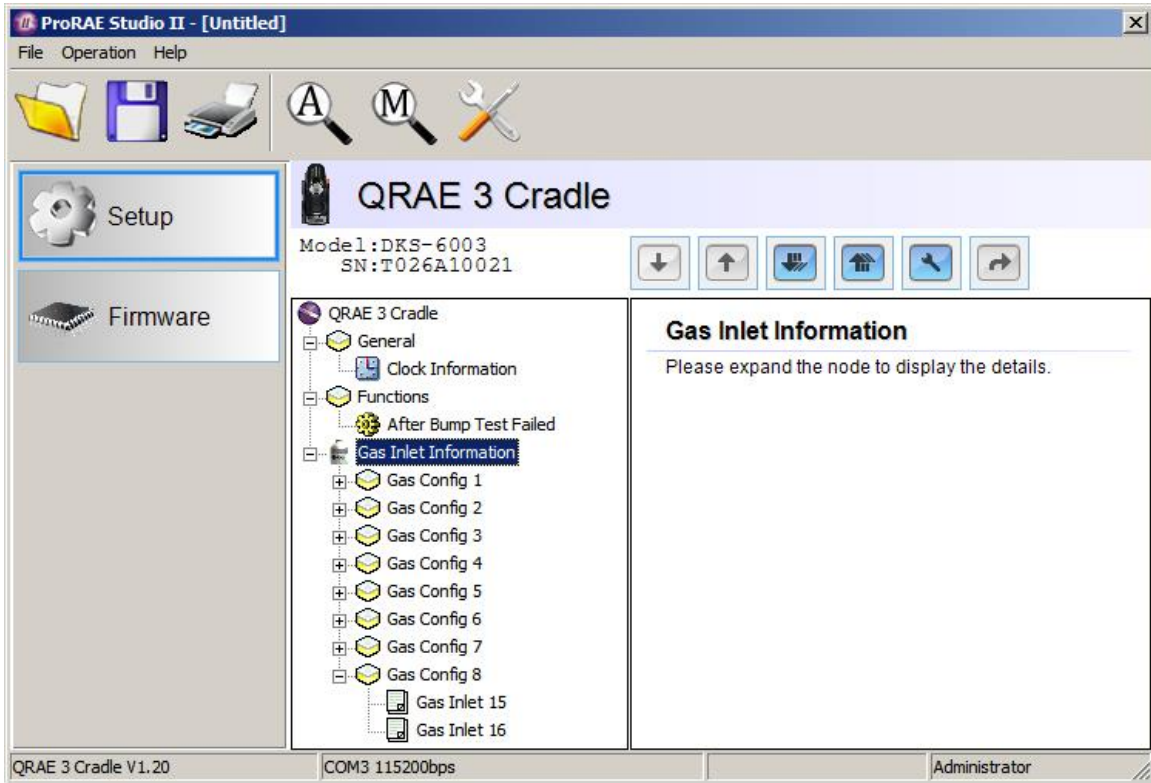 ProRAE Studio II - [Untitled]
File Operation Help
A M
Setup
Firmware
QRAE 3 Cradle
Model:DKS-6003
SN:T026A10021
QRAE 3 Cradle
General
Clock Information
Functions
After Bump Test Failed
Gas Inlet Information
Gas Config 1
Gas Config 2
Gas Config 3
Gas Config 4
Gas Config 5
Gas Config 6
Gas Config 7
Gas Config 8
Gas Inlet 15
Gas Inlet 16
Gas Inlet Information
Please expand the node to display the details.
QRAE 3 Cradle V1.20 COM3 115200bps Administrator